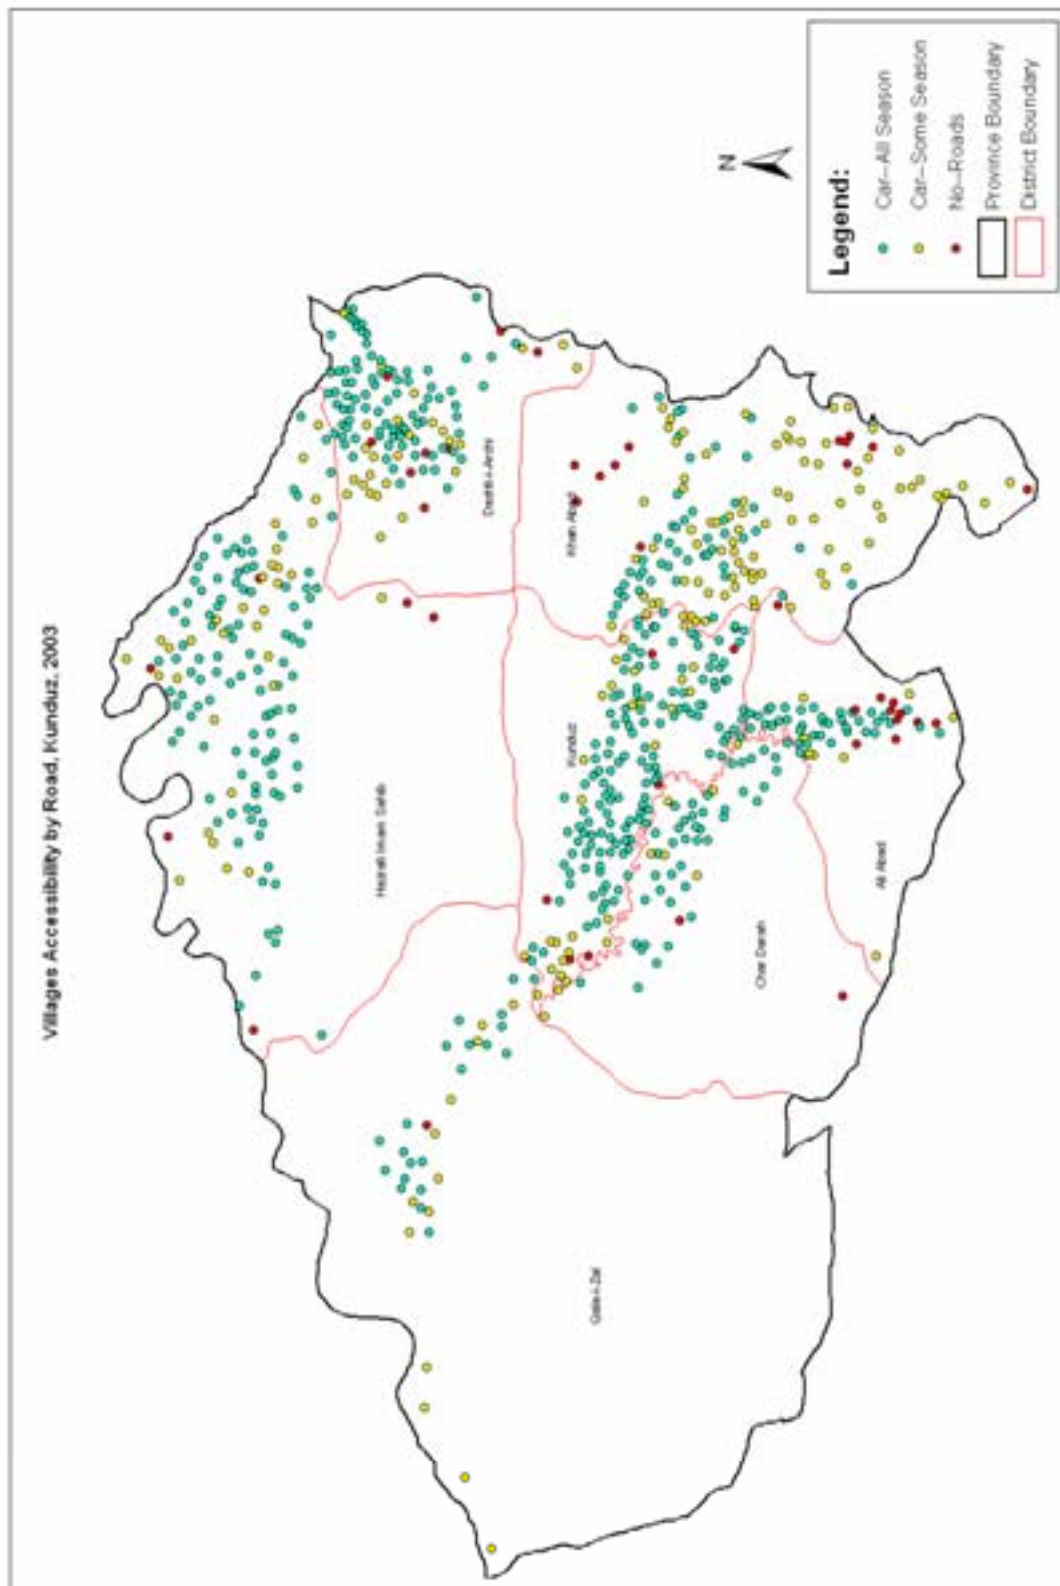 Villages Accessibility by Road, Kunduz, 2003
N
Legend:
Car-All Season
Car-Some Season
No-Roads
Province Boundary
District Boundary
Dasht-i-Archi
Hazrati Imam Sahib
Khan Abad
Kunduz
Char Darah
Ali Abad
Qala-i-Zal